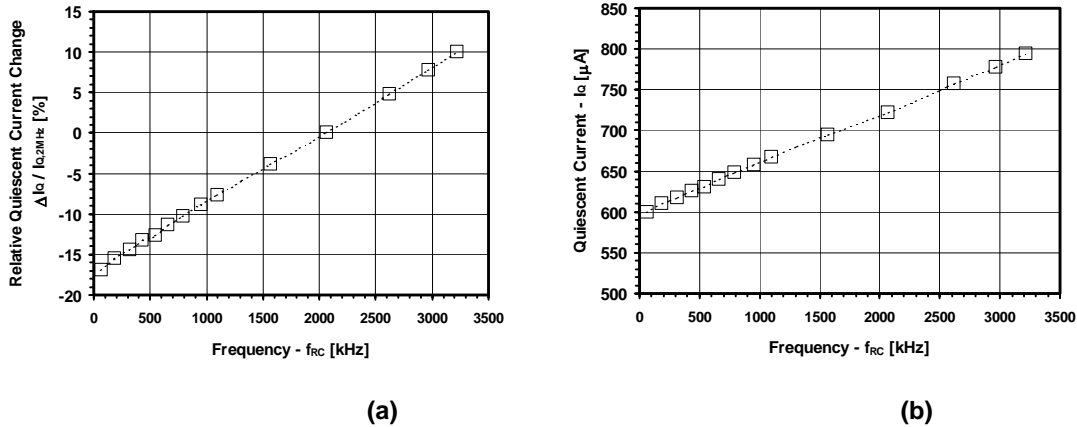 15
10
5
0
-5
-10
-15
-20
0 500 1000 1500 2000 2500 3000 3500
Relative Quiescent Current Change
ΔIQ / IQ,2MHz [%]
Frequency - fRC [kHz]
(a)
850
800
750
700
650
600
550
500
0 500 1000 1500 2000 2500 3000 3500
Quiescent Current - IQ [μA]
Frequency - fRC [kHz]
(b)